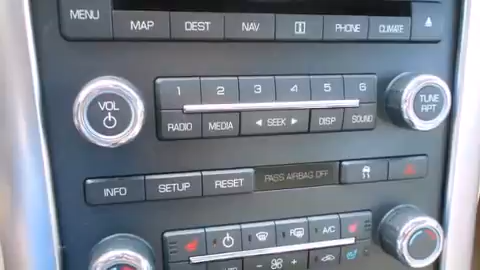 MENU
MAP DEST NAV i PHONE CLIMATE
1 2 3 4 5 6
VOL
TUNE
RPT
RADIO MEDIA SEEK DISP SOUND
INFO SETUP RESET PASS AIRBAG OFF
R A/C